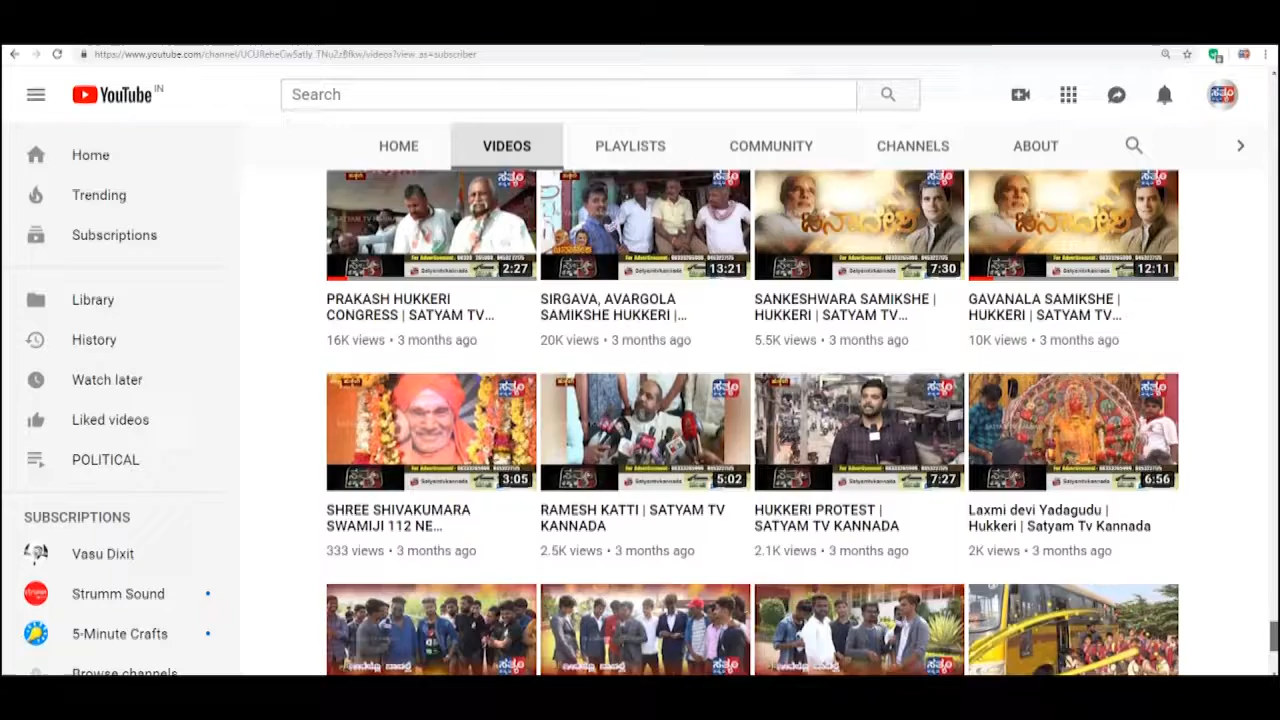 YouTube IN
Search
HOME
VIDEOS
PLAYLISTS
COMMUNITY
CHANNELS
ABOUT
Home
Trending
Subscriptions
Library
History
Watch later
Liked videos
POLITICAL
SUBSCRIPTIONS
Vasu Dixit
Strumm Sound
5-Minute Crafts
Browse channels
2:27
13:21
ಜನಾದೇಶ
7:30
ಜನಾದೇಶ
12:11
PRAKASH HUKKERI
CONGRESS | SATYAM TV...
16K views • 3 months ago
SIRGAVA, AVARGOLA
SAMIKSHE HUKKERI |...
20K views • 3 months ago
SANKESHWARA SAMIKSHE |
HUKKERI | SATYAM TV...
5.5K views • 3 months ago
GAVANALA SAMIKSHE |
HUKKERI | SATYAM TV...
10K views • 3 months ago
3:05
5:02
7:27
6:56
SHREE SHIVAKUMARA
SWAMIJI 112 NE...
333 views • 3 months ago
RAMESH KATTI | SATYAM TV
KANNADA
2.5K views • 3 months ago
HUKKERI PROTEST |
SATYAM TV KANNADA
2.1K views • 3 months ago
Laxmi devi Yadagudu |
Hukkeri | Satyam Tv Kannada
2K views • 3 months ago